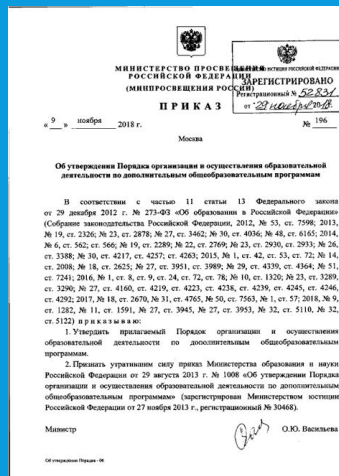 МИНИСТЕРСТВО ПРОСВЕЩЕНИЯ
РОССИЙСКОЙ ФЕДЕРАЦИИ
(МИНПРОСВЕЩЕНИЯ РОССИИ)
ЮСТИЦИИ РОССИЙСКОЙ ФЕДЕРАЦИИ
ЗАРЕГИСТРИРОВАНО
Регистрационный № 52831
от "29 ноября 2018.
ПРИКАЗ
« 9 » ноября 2018 г.
№ 196
Москва
Об утверждении Порядка организации и осуществления образовательной
деятельности по дополнительным общеобразовательным программам
В соответствии с частью 11 статьи 13 Федерального закона
от 29 декабря 2012 г. № 273-ФЗ «Об образовании в Российской Федерации»
(Собрание законодательства Российской Федерации, 2012, № 53, ст. 7598; 2013,
№ 19, ст. 2326; № 23, ст. 2878; № 27, ст. 3462; № 30, ст. 4036; № 48, ст. 6165; 2014,
№ 6, ст. 562; ст. 566; № 19, ст. 2289; № 22, ст. 2769; № 23, ст. 2930, 2933; № 26,
ст. 3388; № 30, ст. 4217, 4257; ст. 4263; 2015, № 1, ст. 42, ст. 53, ст. 72; № 14,
ст. 2008; № 18, ст. 2625; № 27, ст. 3951, ст. 3989; № 29, ст. 4339, ст. 4364; № 51,
ст. 7241; 2016, № 1, ст. 8, ст. 9, ст. 24, ст. 72, ст. 78; № 10, ст. 1320; № 23, ст. 3289,
ст. 3290; № 27, ст. 4160, ст. 4219, ст. 4223, ст. 4238, ст. 4239, ст. 4245, ст. 4246,
ст. 4292; 2017, № 18, ст. 2670, № 31, ст. 4765, № 50, ст. 7563, № 1, ст. 57; 2018, № 9,
ст. 1282, № 11, ст. 1591, № 27, ст. 3945, № 27, ст. 3953, № 32, ст. 5110, № 32,
ст. 5122) приказываю:
1. Утвердить прилагаемый Порядок организации и осуществления
образовательной деятельности по дополнительным общеобразовательным
программам.
2. Признать утратившим силу приказ Министерства образования и науки
Российской Федерации от 29 августа 2013 г. № 1008 «Об утверждении Порядка
организации и осуществления образовательной деятельности по дополнительным
общеобразовательным программам» (зарегистрирован Министерством юстиции
Российской Федерации от 27 ноября 2013 г., регистрационный № 30468).
Министр
О.Ю. Васильева
Об утверждении Порядка - 06